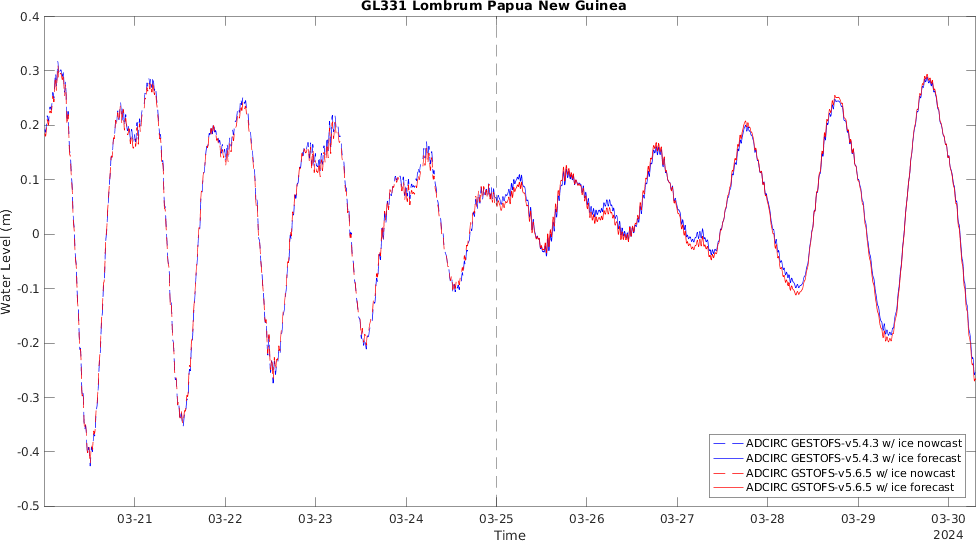 GL331 Lombrum Papua New Guinea
0.4
0.3
0.2
0.1
0
-0.1
-0.2
-0.3
-0.4
-0.5
Water Level (m)
ADCIRC GESTOFS-v5.4.3 w/ ice nowcast
ADCIRC GESTOFS-v5.4.3 w/ ice forecast
ADCIRC GSTOFS-v5.6.5 w/ ice nowcast
ADCIRC GSTOFS-v5.6.5 w/ ice forecast
03-21 03-22 03-23 03-24 03-25 03-26 03-27 03-28 03-29 03-30
Time 2024